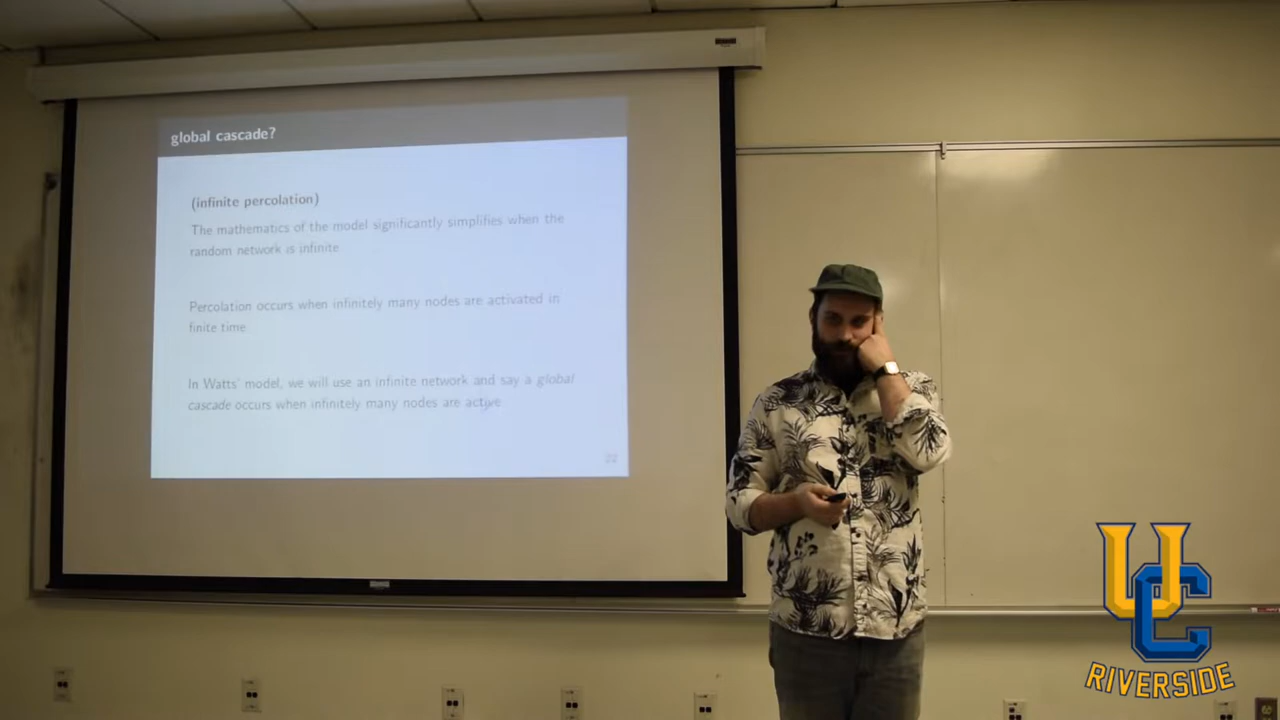 global cascade?
(infinite percolation)
The mathematics of the model significantly simplifies when the
random network is infinite
Percolation occurs when infinitely many nodes are activated in
finite time
In Watts' model, we will use an infinite network and say a global
cascade occurs when infinitely many nodes are active
22
UC
RIVERSIDE